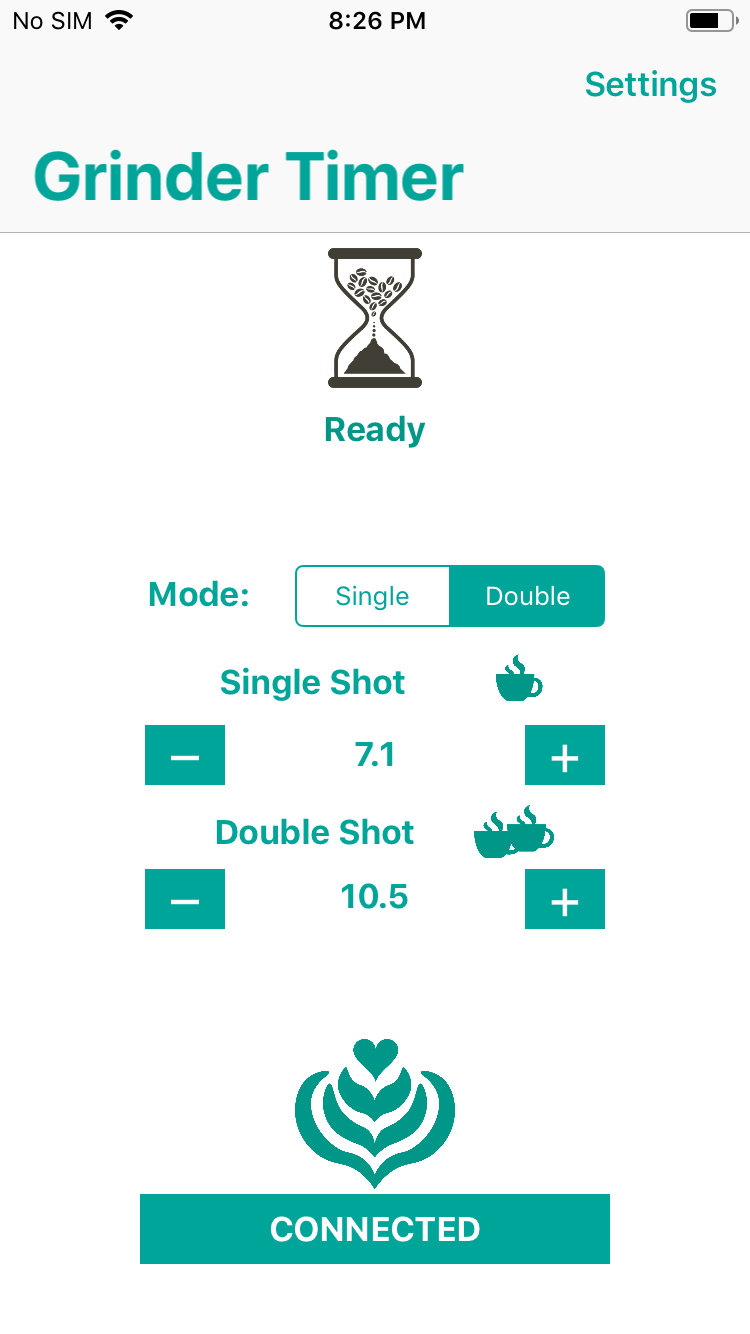 No SIM 8:26 PM
Settings
Grinder Timer
Ready
Mode: Single Double
Single Shot
− 7.1 +
Double Shot
− 10.5 +
CONNECTED